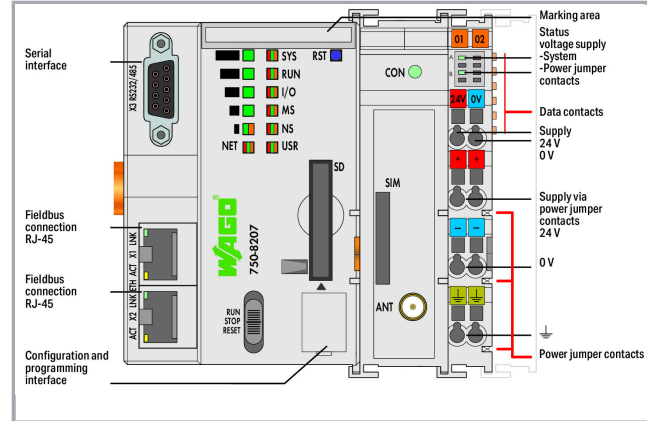 Marking area
Serial
interface
Status
voltage supply
-System
-Power jumper
contacts
Data contacts
Supply
24 V
0 V
Supply via
power jumper
contacts
24 V
0 V
Power jumper contacts
Fieldbus
connection
RJ-45
Fieldbus
connection
RJ-45
Configuration and
programming
interface
X3 RS232/485
SYS
RST
RUN
I/O
MS
NS
NET
USR
SD
WAGO
750-8207
RUN
STOP
RESET
ACT X1 LNK
ETH
ACT X2 LNK
CON
SIM
ANT
01 02
A
B
24V 0V
+ +
− −